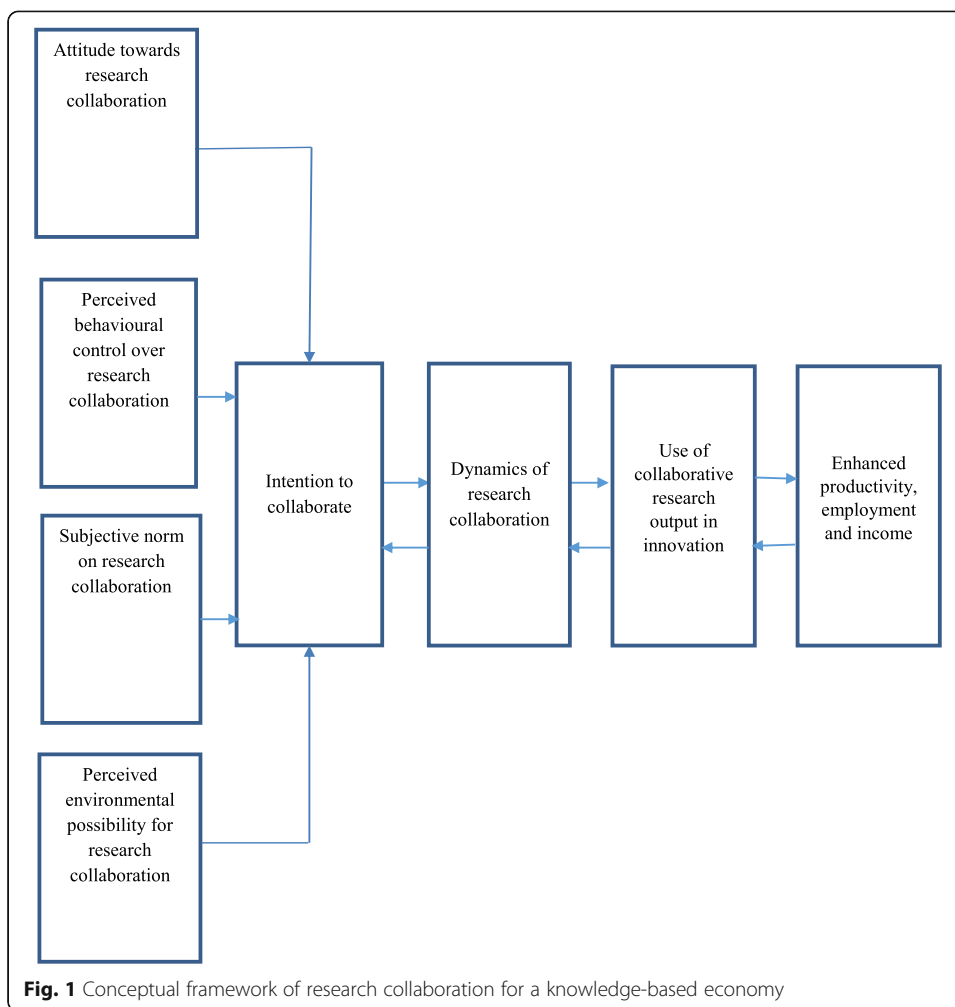 Attitude towards
research
collaboration
Perceived
behavioural
control over
research
collaboration
Subjective norm
on research
collaboration
Perceived
environmental
possibility for
research
collaboration
Intention to
collaborate
Dynamics of
research
collaboration
Use of
collaborative
research
output in
innovation
Enhanced
productivity,
employment
and income
Fig. 1 Conceptual framework of research collaboration for a knowledge-based economy